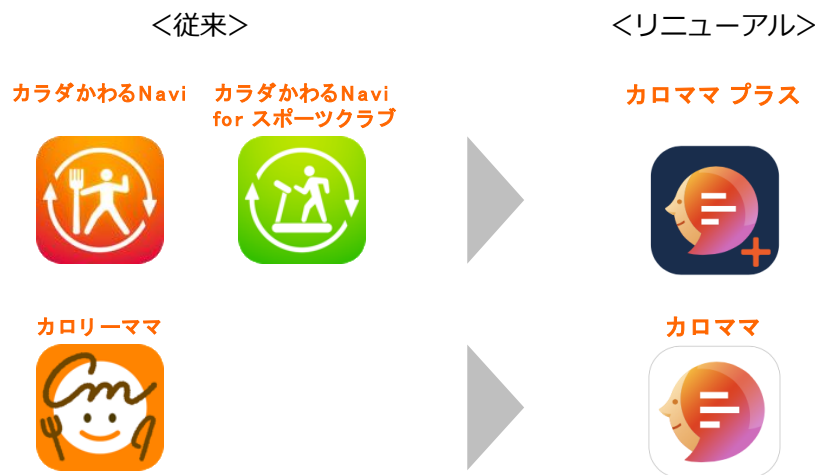 ＜従来＞
＜リニューアル＞
カラダかわるNavi
カラダかわるNavi
for スポーツクラブ
カロママ プラス
カロリーママ
カロママ